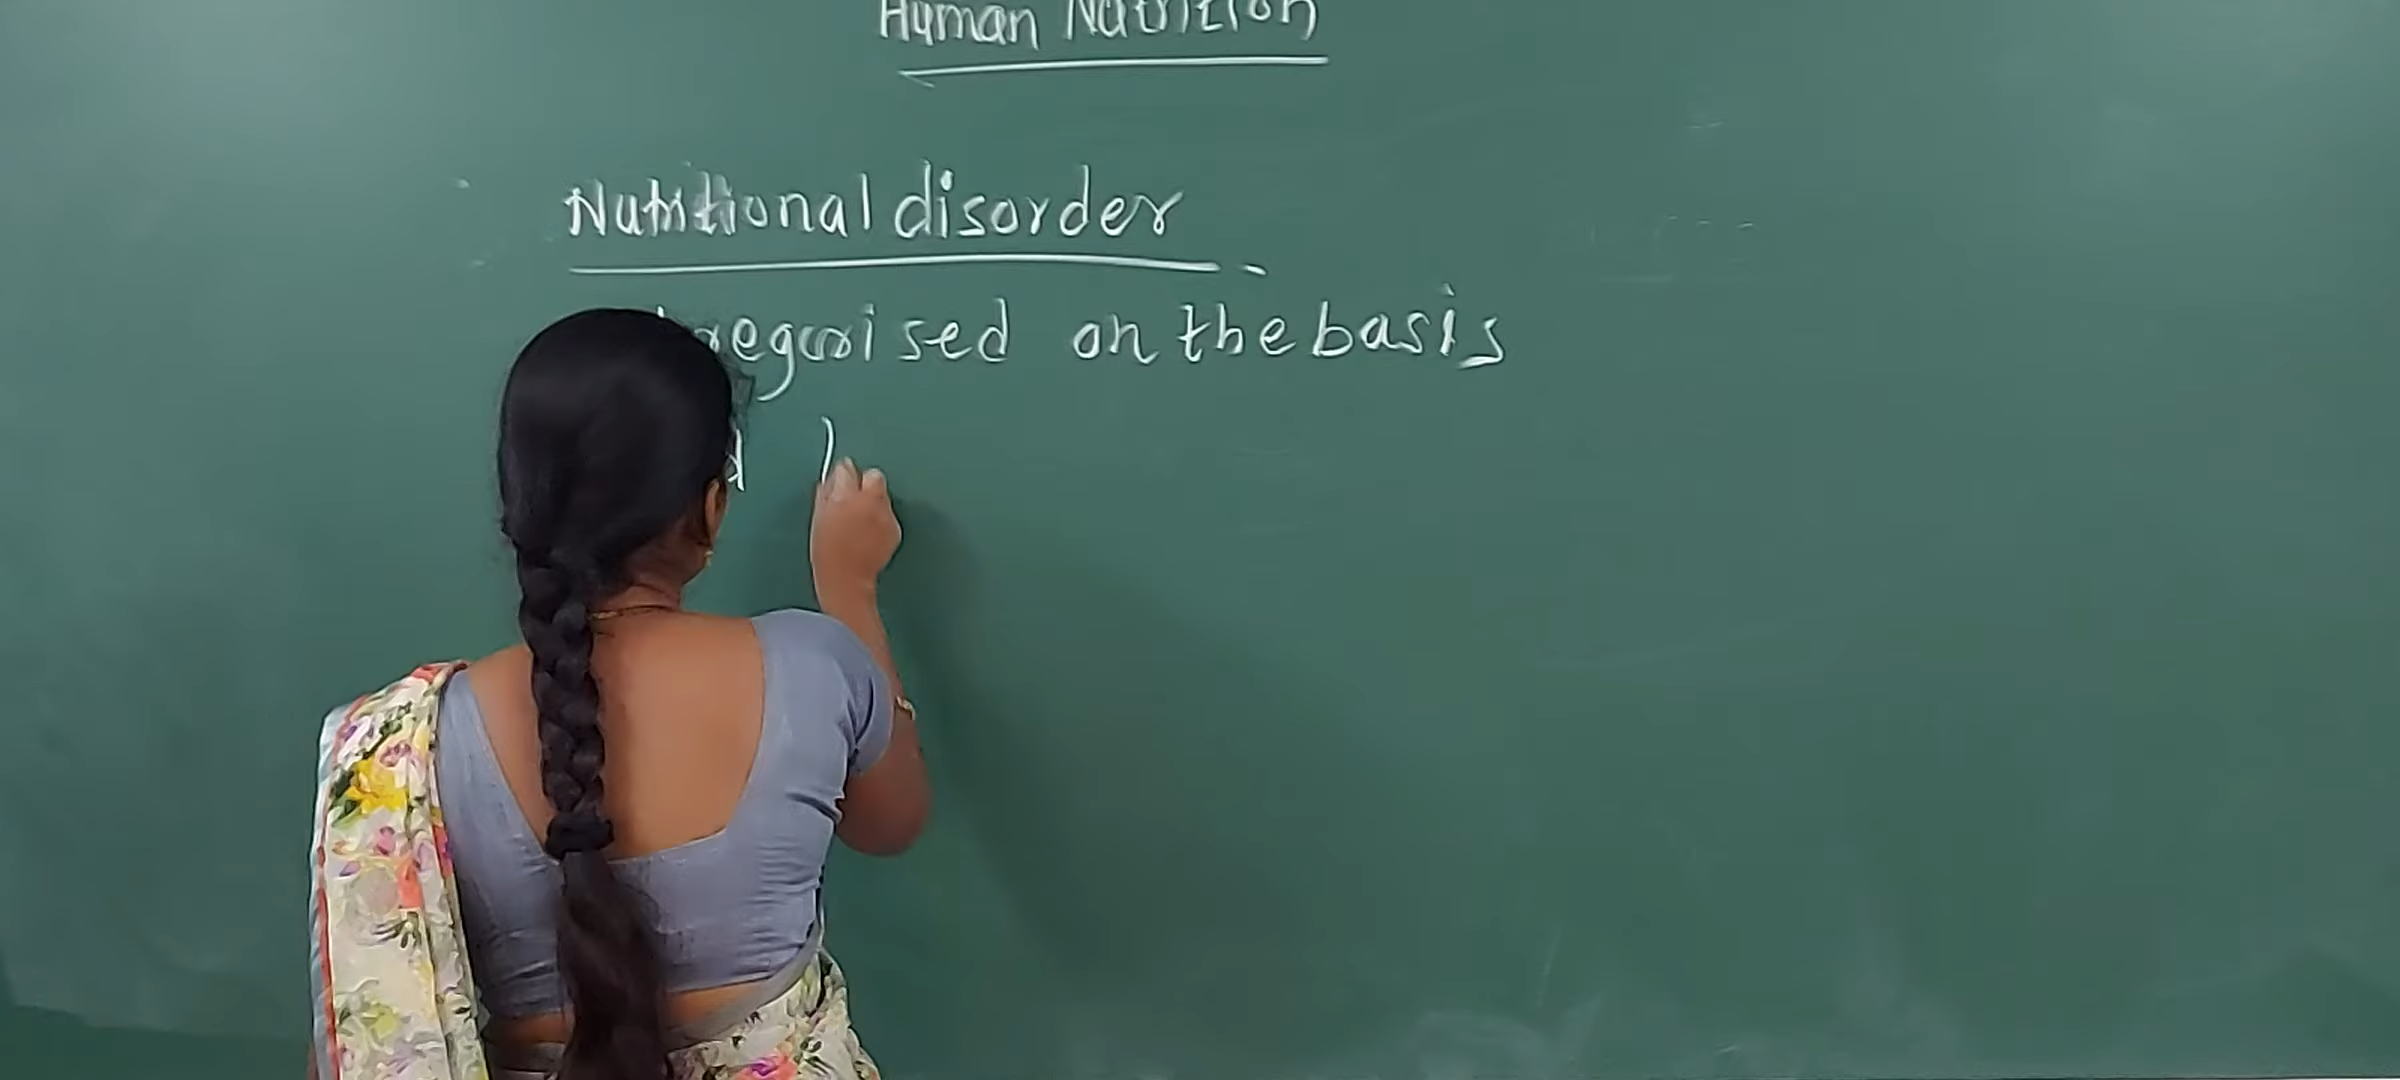 Human Nutrition
Nutritional disorder
on the basis